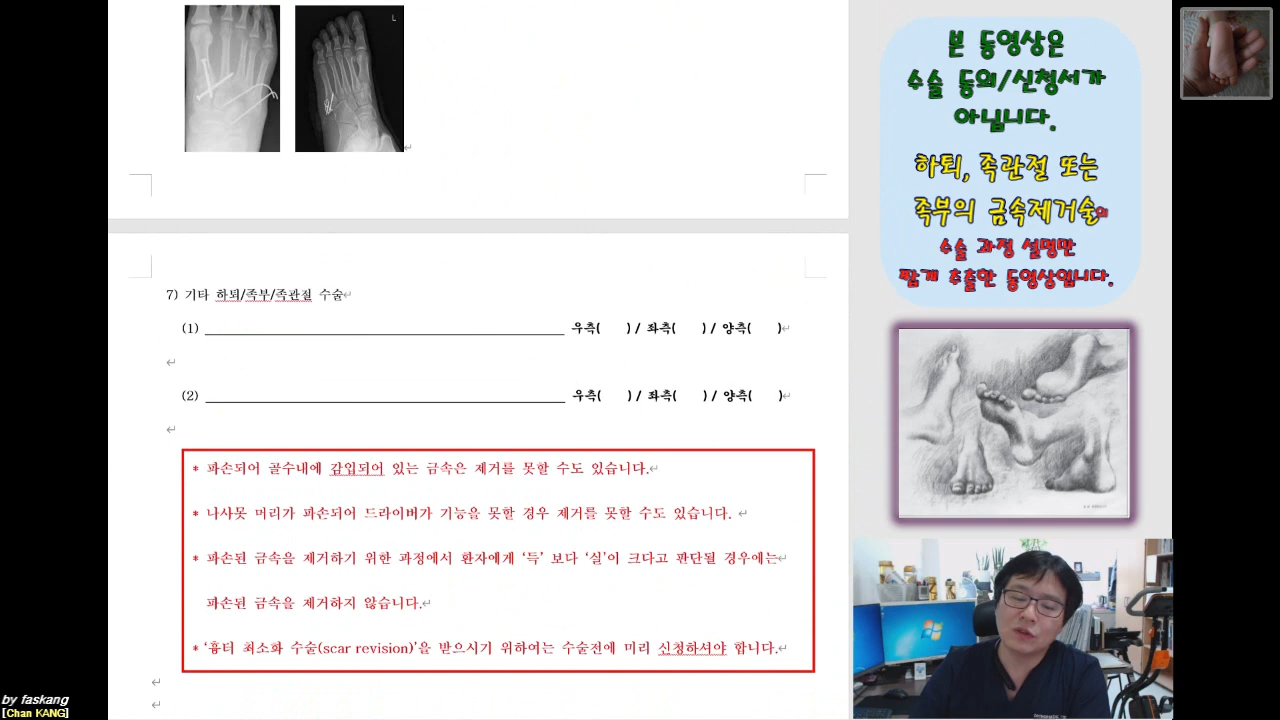 L
7) 기타 하퇴/족부/족관절 수술
(1) ________ 우측( ) / 좌측( ) / 양측( )
(2) ________ 우측( ) / 좌측( ) / 양측( )
* 파손되어 골수내에 감입되어 있는 금속은 제거를 못할 수도 있습니다.
* 나사못 머리가 파손되어 드라이버가 기능을 못할 경우 제거를 못할 수도 있습니다.
* 파손된 금속을 제거하기 위한 과정에서 환자에게 ‘득’ 보다 ‘실’이 크다고 판단될 경우에는
파손된 금속을 제거하지 않습니다.
* ‘흉터 최소화 수술(scar revision)’을 받으시기 위하여는 수술전에 미리 신청하셔야 합니다.
본 동영상은
수술 동의/신청서가
아닙니다.
하퇴, 족관절 또는
족부의 금속제거술의
수술 과정 설명만
짧게 추출한 동영상입니다.
by faskang
[Chan KANG]